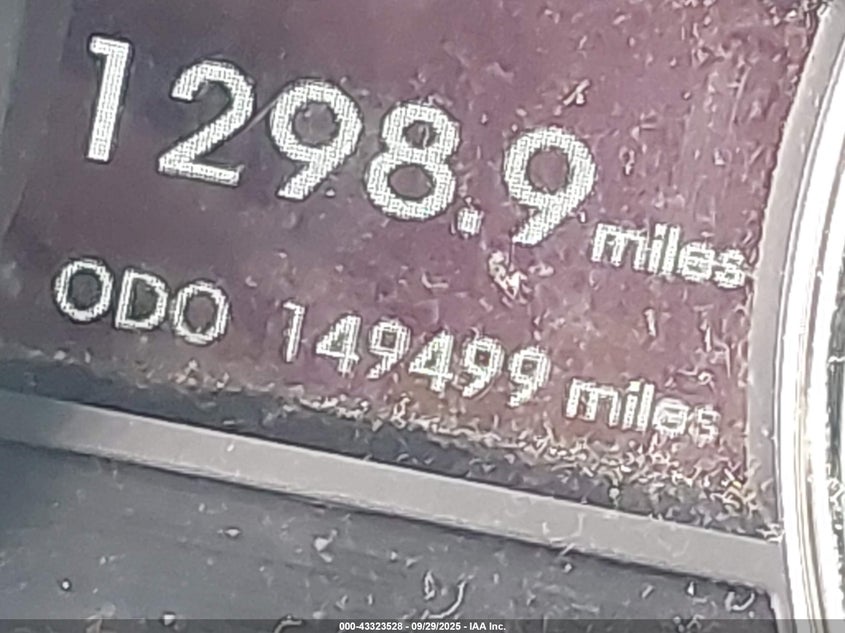 1298.9 miles
ODO 149499 miles
000-43323528 - 09/29/2025 - IAA Inc.